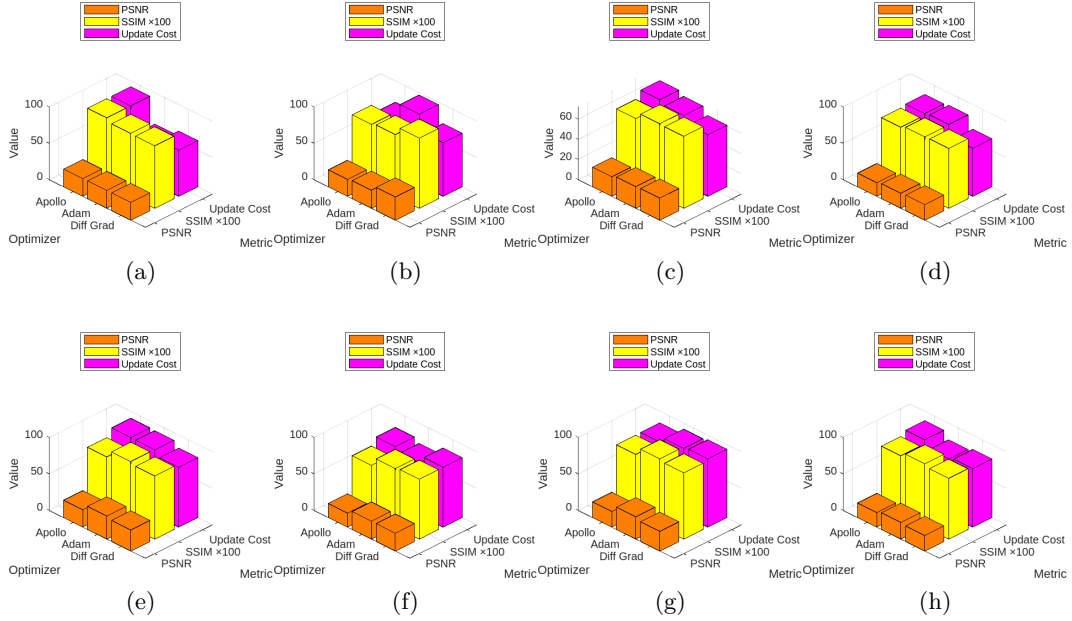 PSNR
SSIM ×100
Update Cost
100
50
0
Value
Apollo
Adam
Diff Grad
Optimizer
PSNR
SSIM ×100
Update Cost
Metric
(a)
PSNR
SSIM ×100
Update Cost
100
50
0
Value
Apollo
Adam
Diff Grad
Optimizer
PSNR
SSIM ×100
Update Cost
Metric
(b)
PSNR
SSIM ×100
Update Cost
60
40
20
0
Value
Apollo
Adam
Diff Grad
Optimizer
PSNR
SSIM ×100
Update Cost
Metric
(c)
PSNR
SSIM ×100
Update Cost
100
50
0
Value
Apollo
Adam
Diff Grad
Optimizer
PSNR
SSIM ×100
Update Cost
Metric
(d)
PSNR
SSIM ×100
Update Cost
100
50
0
Value
Apollo
Adam
Diff Grad
Optimizer
PSNR
SSIM ×100
Update Cost
Metric
(e)
PSNR
SSIM ×100
Update Cost
100
50
0
Value
Apollo
Adam
Diff Grad
Optimizer
PSNR
SSIM ×100
Update Cost
Metric
(f)
PSNR
SSIM ×100
Update Cost
100
50
0
Value
Apollo
Adam
Diff Grad
Optimizer
PSNR
SSIM ×100
Update Cost
Metric
(g)
PSNR
SSIM ×100
Update Cost
100
50
0
Value
Apollo
Adam
Diff Grad
Optimizer
PSNR
SSIM ×100
Update Cost
Metric
(h)